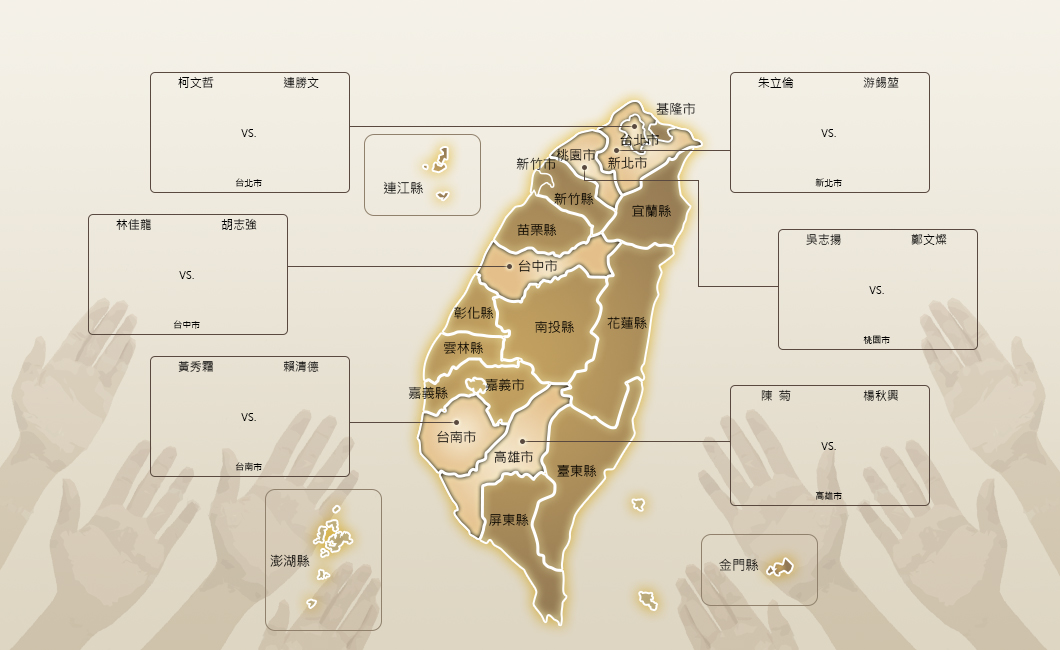 柯文哲 連勝文
VS.
台北市
朱立倫 游錫堃
VS.
新北市
林佳龍 胡志強
VS.
台中市
吳志揚 鄭文燦
VS.
桃園市
黃秀霜 賴清德
VS.
台南市
陳 菊 楊秋興
VS.
高雄市
連江縣
基隆市
台北市
桃園市
新北市
新竹市
新竹縣
宜蘭縣
苗栗縣
台中市
彰化縣
南投縣
花蓮縣
雲林縣
嘉義市
嘉義縣
台南市
高雄市
臺東縣
屏東縣
澎湖縣
金門縣